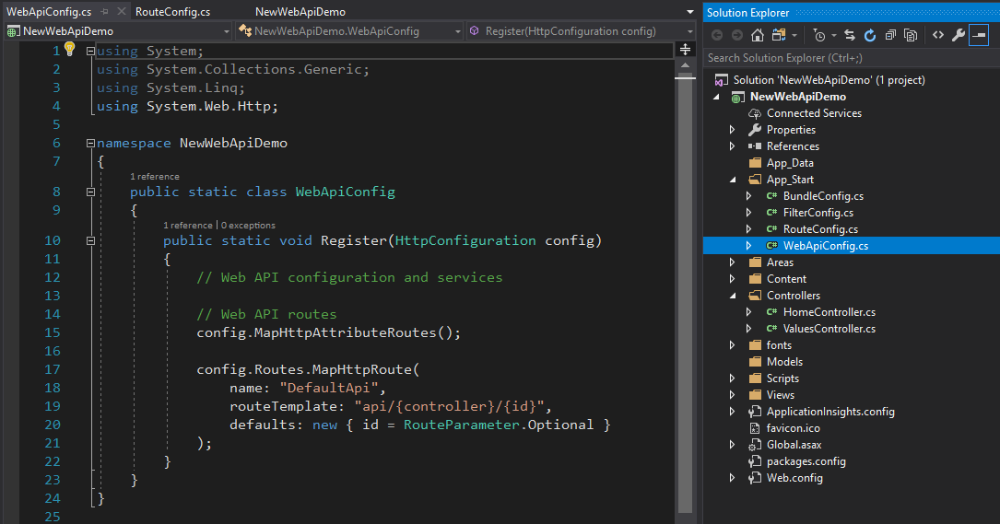 WebApiConfig.cs RouteConfig.cs NewWebApiDemo
NewWebApiDemo NewWebApiDemo.WebApiConfig Register(HttpConfiguration config)
1 using System;
2 using System.Collections.Generic;
3 using System.Linq;
4 using System.Web.Http;
5
6 namespace NewWebApiDemo
7 {
1 reference
8 public static class WebApiConfig
9 {
1 reference | 0 exceptions
10 public static void Register(HttpConfiguration config)
11 {
12 // Web API configuration and services
13
14 // Web API routes
15 config.MapHttpAttributeRoutes();
16
17 config.Routes.MapHttpRoute(
18 name: "DefaultApi",
19 routeTemplate: "api/{controller}/{id}",
20 defaults: new { id = RouteParameter.Optional }
21 );
22 }
23 }
24 }
25
Solution Explorer
Search Solution Explorer (Ctrl+;)
Solution 'NewWebApiDemo' (1 project)
NewWebApiDemo
Connected Services
Properties
References
App_Data
App_Start
C# BundleConfig.cs
C# FilterConfig.cs
C# RouteConfig.cs
C# WebApiConfig.cs
Areas
Content
Controllers
C# HomeController.cs
C# ValuesController.cs
fonts
Models
Scripts
Views
ApplicationInsights.config
favicon.ico
Global.asax
packages.config
Web.config